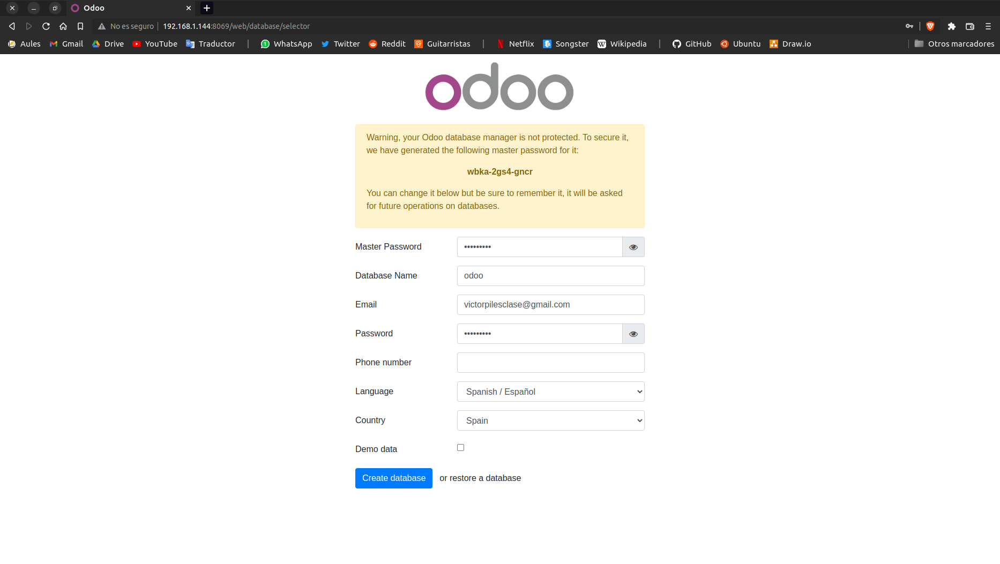 Odoo
No es seguro 192.168.1.144:8069/web/database/selector
Aules Gmail Drive YouTube Traductor | WhatsApp Twitter Reddit Guitarristas | Netflix Songster Wikipedia | GitHub Ubuntu Draw.io Otros marcadores
odoo
Warning, your Odoo database manager is not protected. To secure it,
we have generated the following master password for it:
wbka-2gs4-gncr
You can change it below but be sure to remember it, it will be asked
for future operations on databases.
Master Password •••••••••
Database Name odoo
Email victorpilesclase@gmail.com
Password •••••••••
Phone number
Language Spanish / Español
Country Spain
Demo data
Create database or restore a database